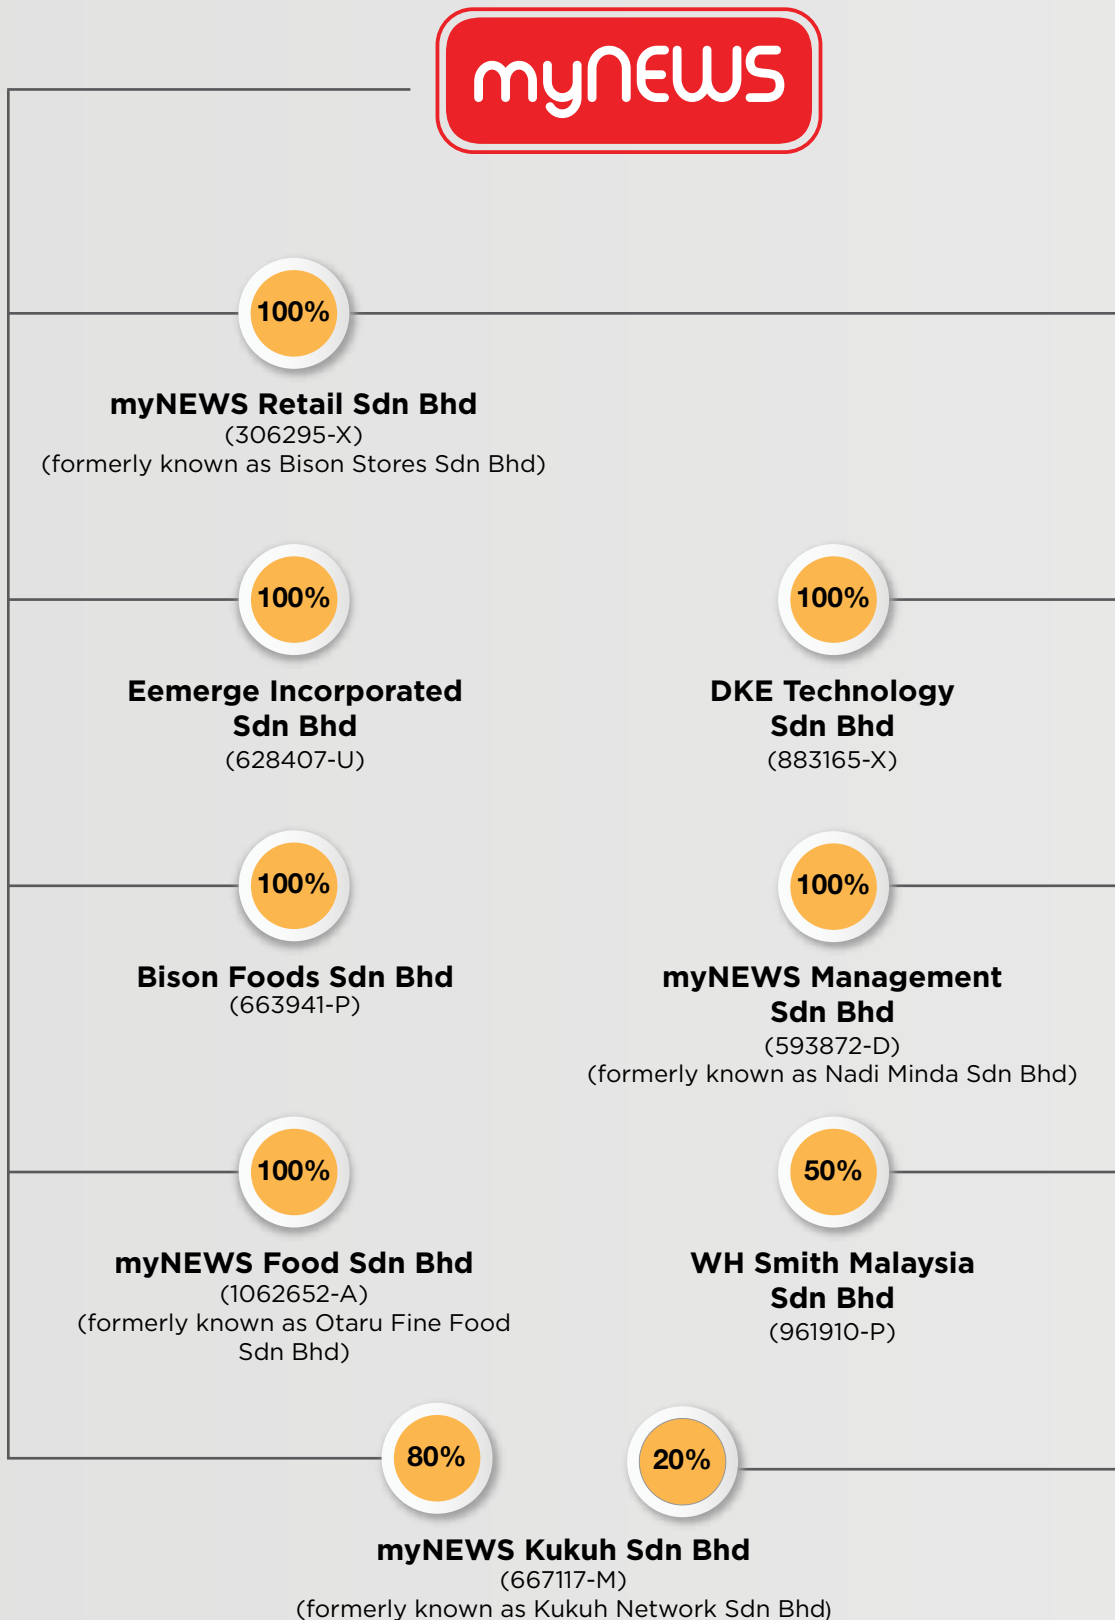 myNEWS
100%
myNEWS Retail Sdn Bhd
(306295-X)
(formerly known as Bison Stores Sdn Bhd)
100%
Eemerge Incorporated
Sdn Bhd
(628407-U)
100%
DKE Technology
Sdn Bhd
(883165-X)
100%
Bison Foods Sdn Bhd
(663941-P)
100%
myNEWS Management
Sdn Bhd
(593872-D)
(formerly known as Nadi Minda Sdn Bhd)
100%
myNEWS Food Sdn Bhd
(1062652-A)
(formerly known as Otaru Fine Food
Sdn Bhd)
50%
WH Smith Malaysia
Sdn Bhd
(961910-P)
80%
20%
myNEWS Kukuh Sdn Bhd
(667117-M)
(formerly known as Kukuh Network Sdn Bhd)